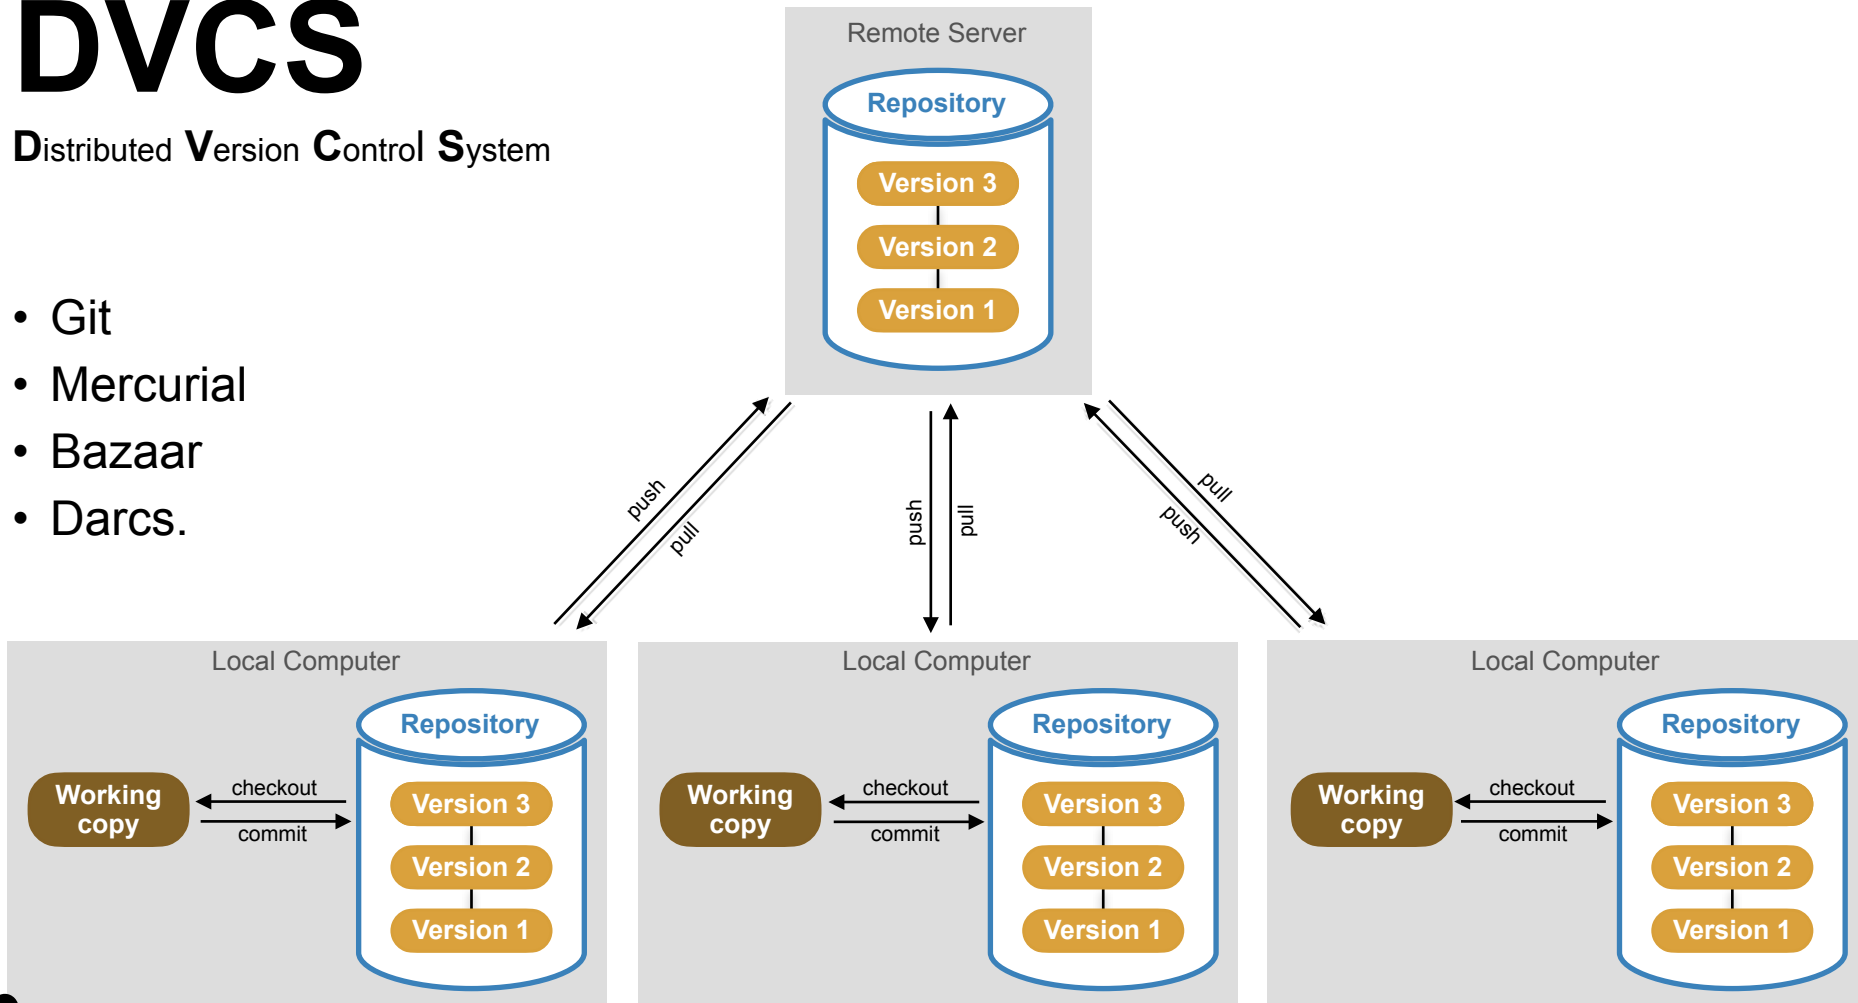 DVCS
Distributed Version Control System
• Git
• Mercurial
• Bazaar
• Darcs.
Remote Server
Repository
Version 3
Version 2
Version 1
push
pull
push
pull
pull
push
Local Computer
Repository
Working
copy
checkout
commit
Version 3
Version 2
Version 1
Local Computer
Repository
Working
copy
checkout
commit
Version 3
Version 2
Version 1
Local Computer
Repository
Working
copy
checkout
commit
Version 3
Version 2
Version 1